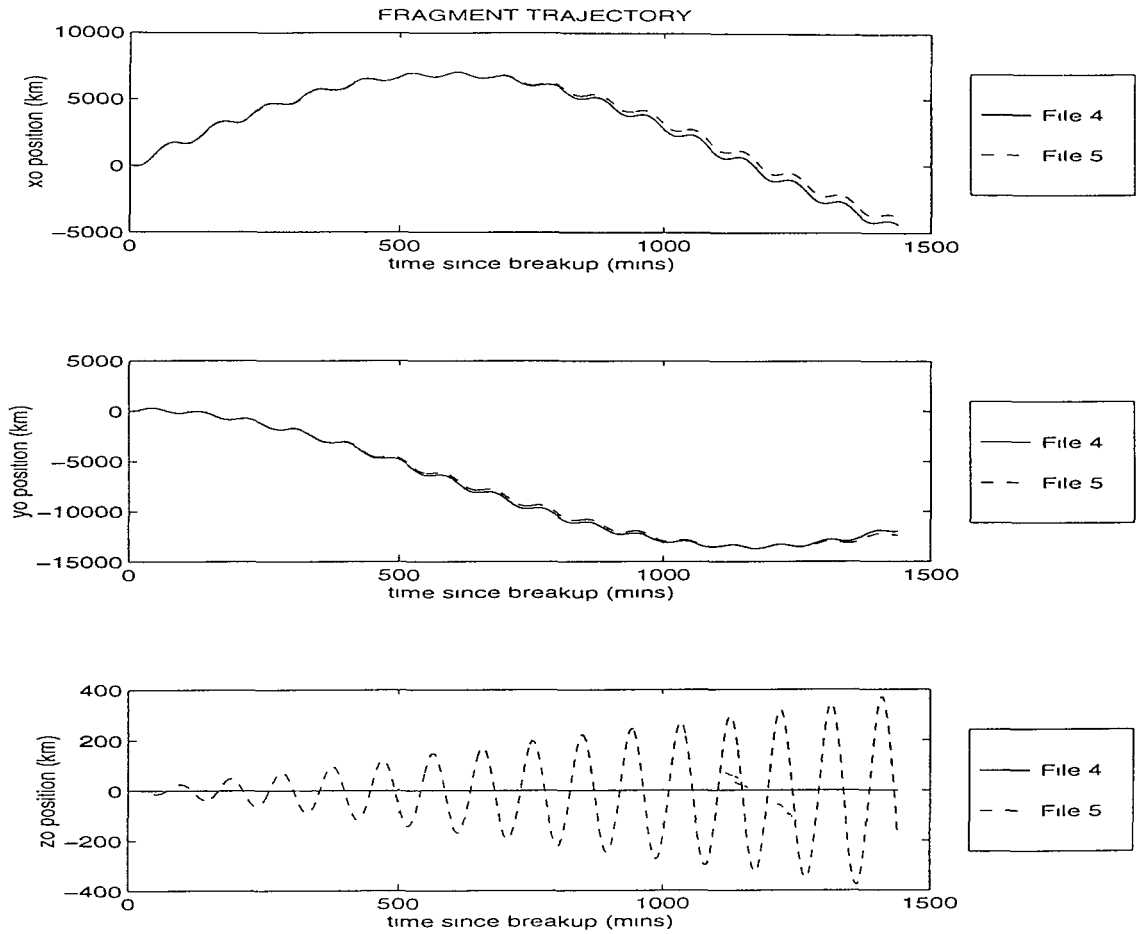 FRAGMENT TRAJECTORY
10000
5000
0
−5000
xo position (km)
0
500
1000
1500
time since breakup (mins)
File 4
File 5
5000
0
−5000
−10000
−15000
yo position (km)
0
500
1000
1500
time since breakup (mins)
File 4
File 5
400
200
0
−200
−400
zo position (km)
0
500
1000
1500
time since breakup (mins)
File 4
File 5